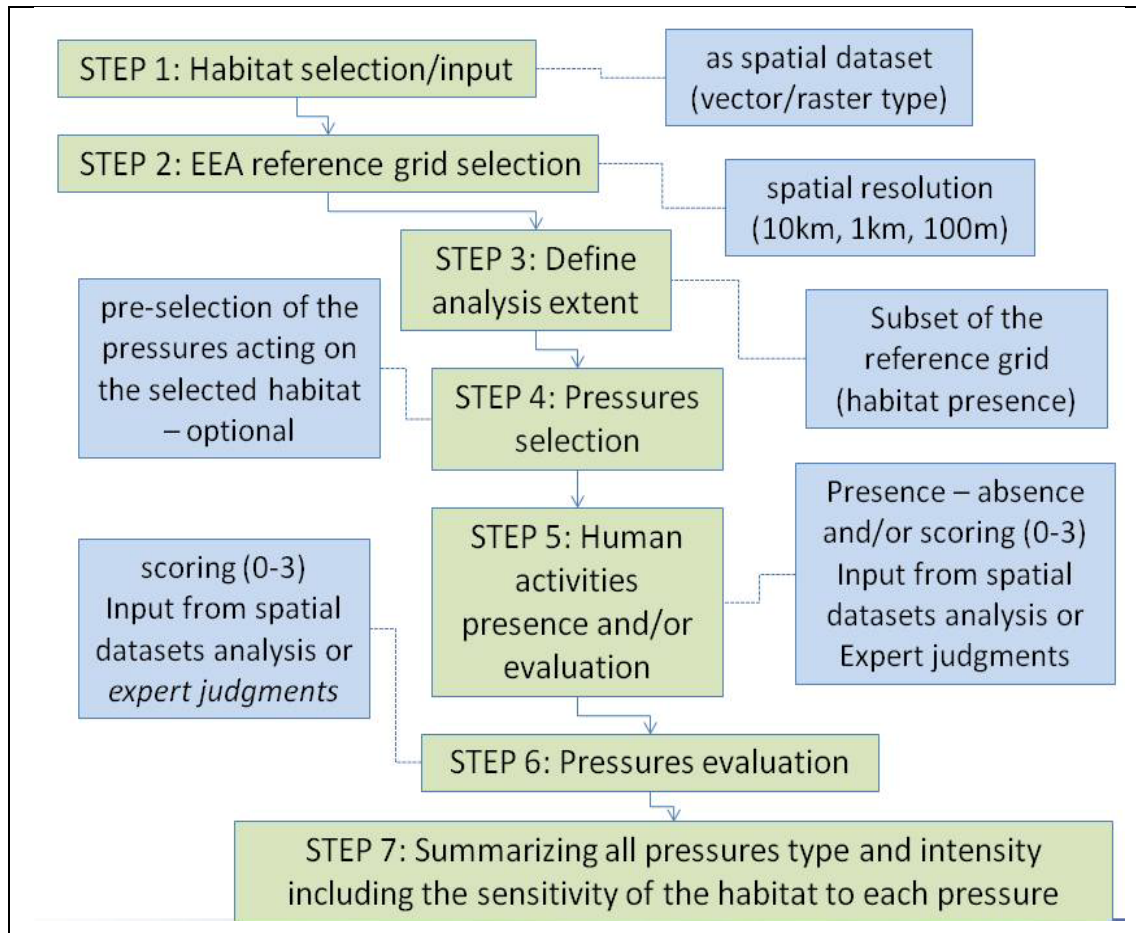 STEP 1: Habitat selection/input
as spatial dataset
(vector/raster type)
STEP 2: EEA reference grid selection
spatial resolution
(10km, 1km, 100m)
STEP 3: Define
analysis extent
Subset of the
reference grid
(habitat presence)
pre-selection of the
pressures acting on
the selected habitat
– optional
STEP 4: Pressures
selection
STEP 5: Human
activities
presence and/or
evaluation
Presence – absence
and/or scoring (0-3)
Input from spatial
datasets analysis or
Expert judgments
scoring (0-3)
Input from spatial
datasets analysis or
expert judgments
STEP 6: Pressures evaluation
STEP 7: Summarizing all pressures type and intensity
including the sensitivity of the habitat to each pressure